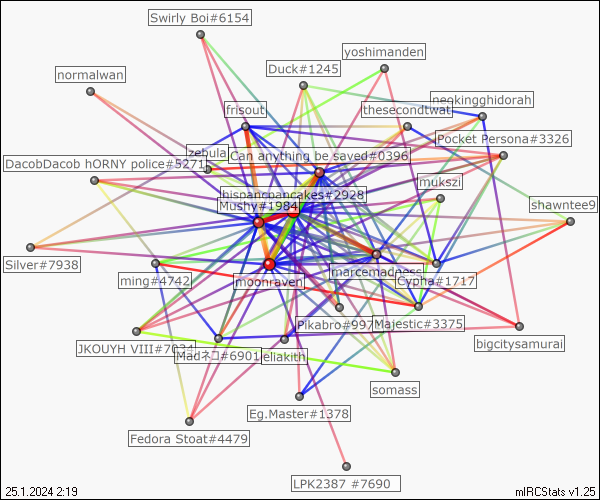 Swirly Boi#6154
yoshimanden
Duck#1245
normalwan
neokingghidorah
frisout
thesecondtwat
Pocket Persona#3326
zebula
Can anything be saved#0396
DacobDacob hORNY police#5271
mukszi
hispancpancakes#2928
Mushy#1984
shawntee9
Silver#7938
marcemadness
ming#4742
moonraven
Cypha#1717
Pikabro#997
Majestic#3375
bigcitysamurai
JKOUYH VIII#7034
Madネコ#6901
eliakith
somass
Eg.Master#1378
Fedora Stoat#4479
LPK2387 #7690
25.1.2024 2:19
mIRCStats v1.25